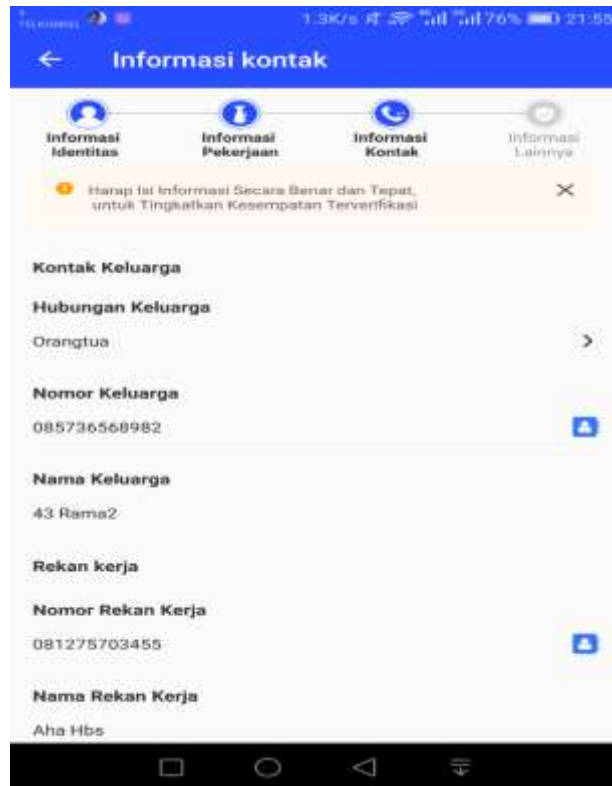 1.3K/s 76% 21:55
Informasi kontak
Informasi Identitas
Informasi Pekerjaan
Informasi Kontak
Informasi Lainnya
Harap Isi Informasi Secara Benar dan Tepat,
untuk Tingkatkan Kesempatan Terverifikasi
Kontak Keluarga
Hubungan Keluarga
Orangtua
Nomor Keluarga
085736568982
Nama Keluarga
43 Rama2
Rekan kerja
Nomor Rekan Kerja
081275703455
Nama Rekan Kerja
Aha Hbs